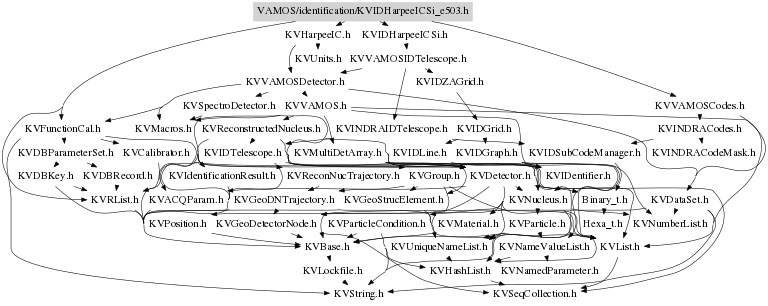 VAMOS/identification/KVIDHarpeeICSi_e503.h
KVHarpeeIC.h KVIDHarpeeICSi.h
KVUnits.h KVVAMOSIDTelescope.h
KVVAMOSDetector.h KVIDZAGrid.h
KVSpectroDetector.h KVVAMOS.h KVVAMOSCodes.h
KVFunctionCal.h KVMacros.h KVReconstructedNucleus.h KVINDRAIDTelescope.h KVIDGrid.h KVINDRACodes.h
KVDBParameterSet.h KVCalibrator.h KVIDTelescope.h KVMultiDetArray.h KVIDLine.h KVIDGraph.h KVIDSubCodeManager.h KVINDRACodeMask.h
KVDBKey.h KVDBRecord.h KVIdentificationResult.h KVReconNucTrajectory.h KVGroup.h KVDetector.h KVIDentifier.h
KVRList.h KVACQParam.h KVGeoDNTrajectory.h KVGeoStrucElement.h KVNucleus.h Binary_t.h KVDataSet.h
KVPosition.h KVGeoDetectorNode.h KVParticleCondition.h KVMaterial.h KVParticle.h Hexa_t.h KVNumberList.h
KVBase.h KVUniqueNameList.h KVNameValueList.h KVList.h
KVLockfile.h KVHashList.h KVNamedParameter.h
KVString.h KVSeqCollection.h